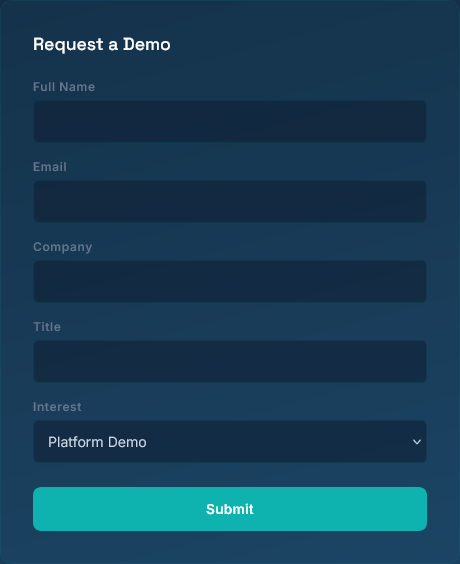 Request a Demo
Full Name
Email
Company
Title
Interest
Platform Demo
Submit